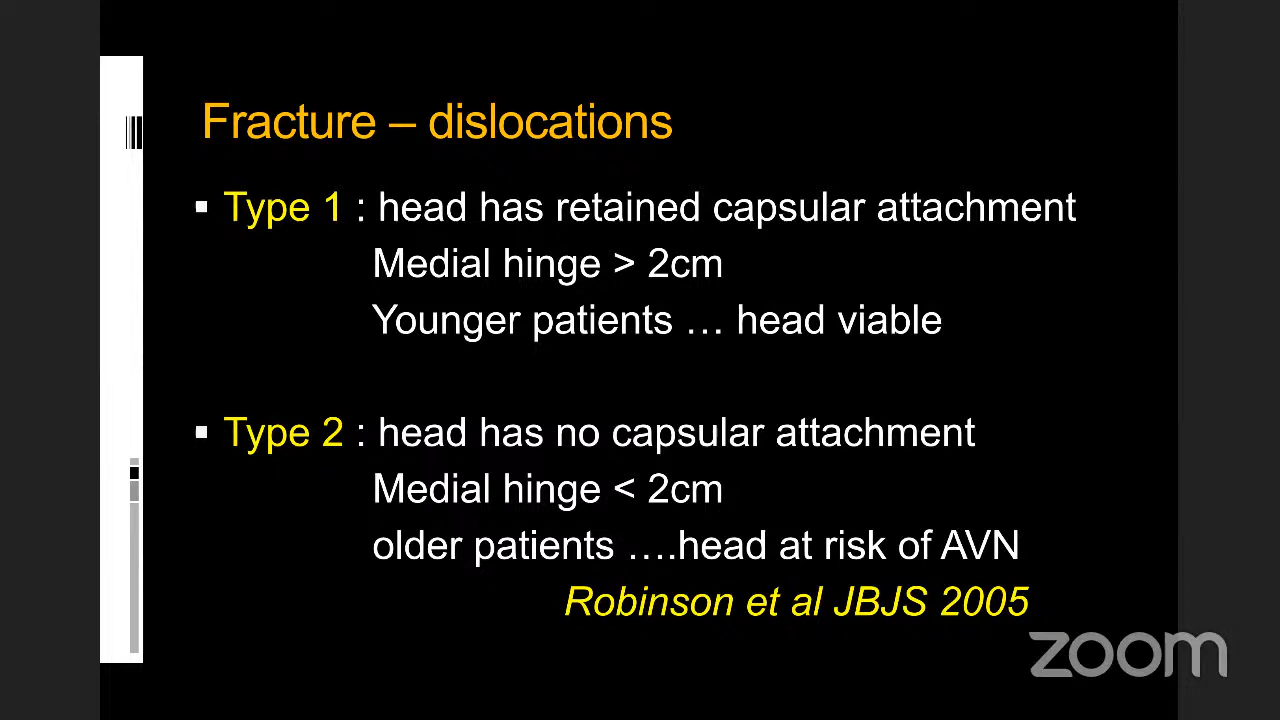 Fracture – dislocations
▪ Type 1 : head has retained capsular attachment
Medial hinge > 2cm
Younger patients … head viable
▪ Type 2 : head has no capsular attachment
Medial hinge < 2cm
older patients ….head at risk of AVN
Robinson et al JBJS 2005
zoom